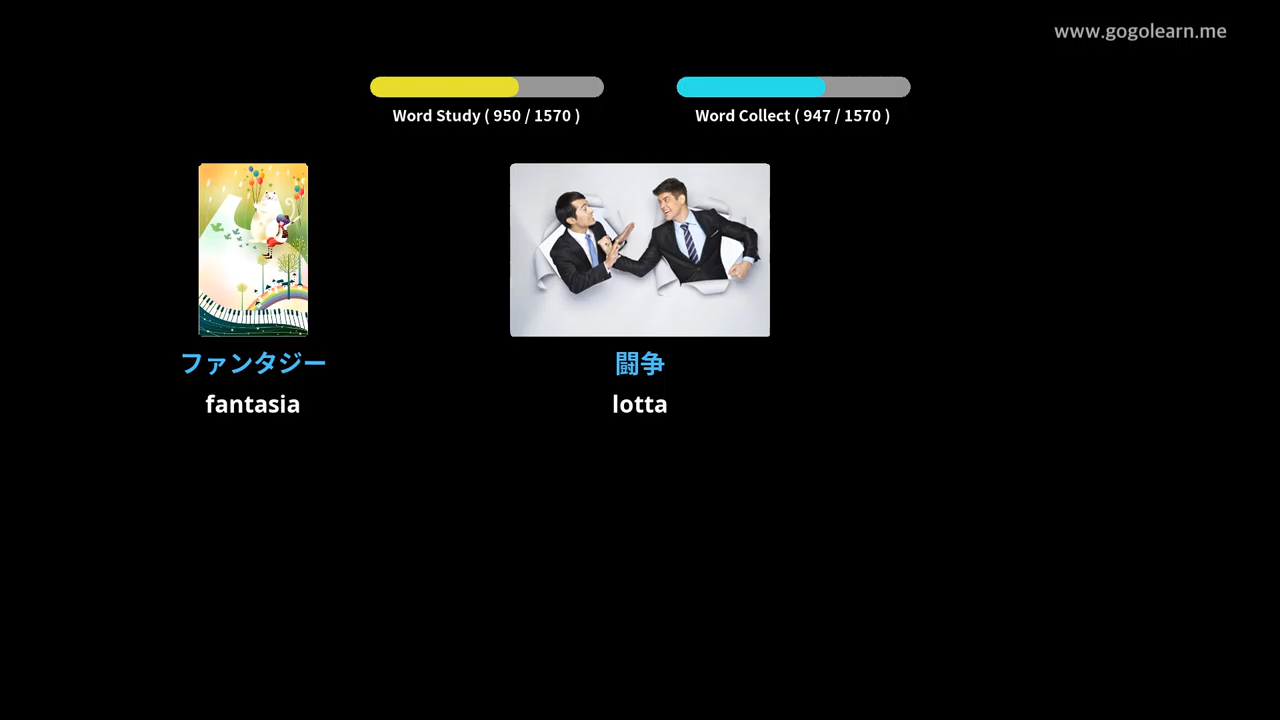 www.gogolearn.me
Word Study ( 950 / 1570 )
Word Collect ( 947 / 1570 )
ファンタジー
fantasia
闘争
lotta